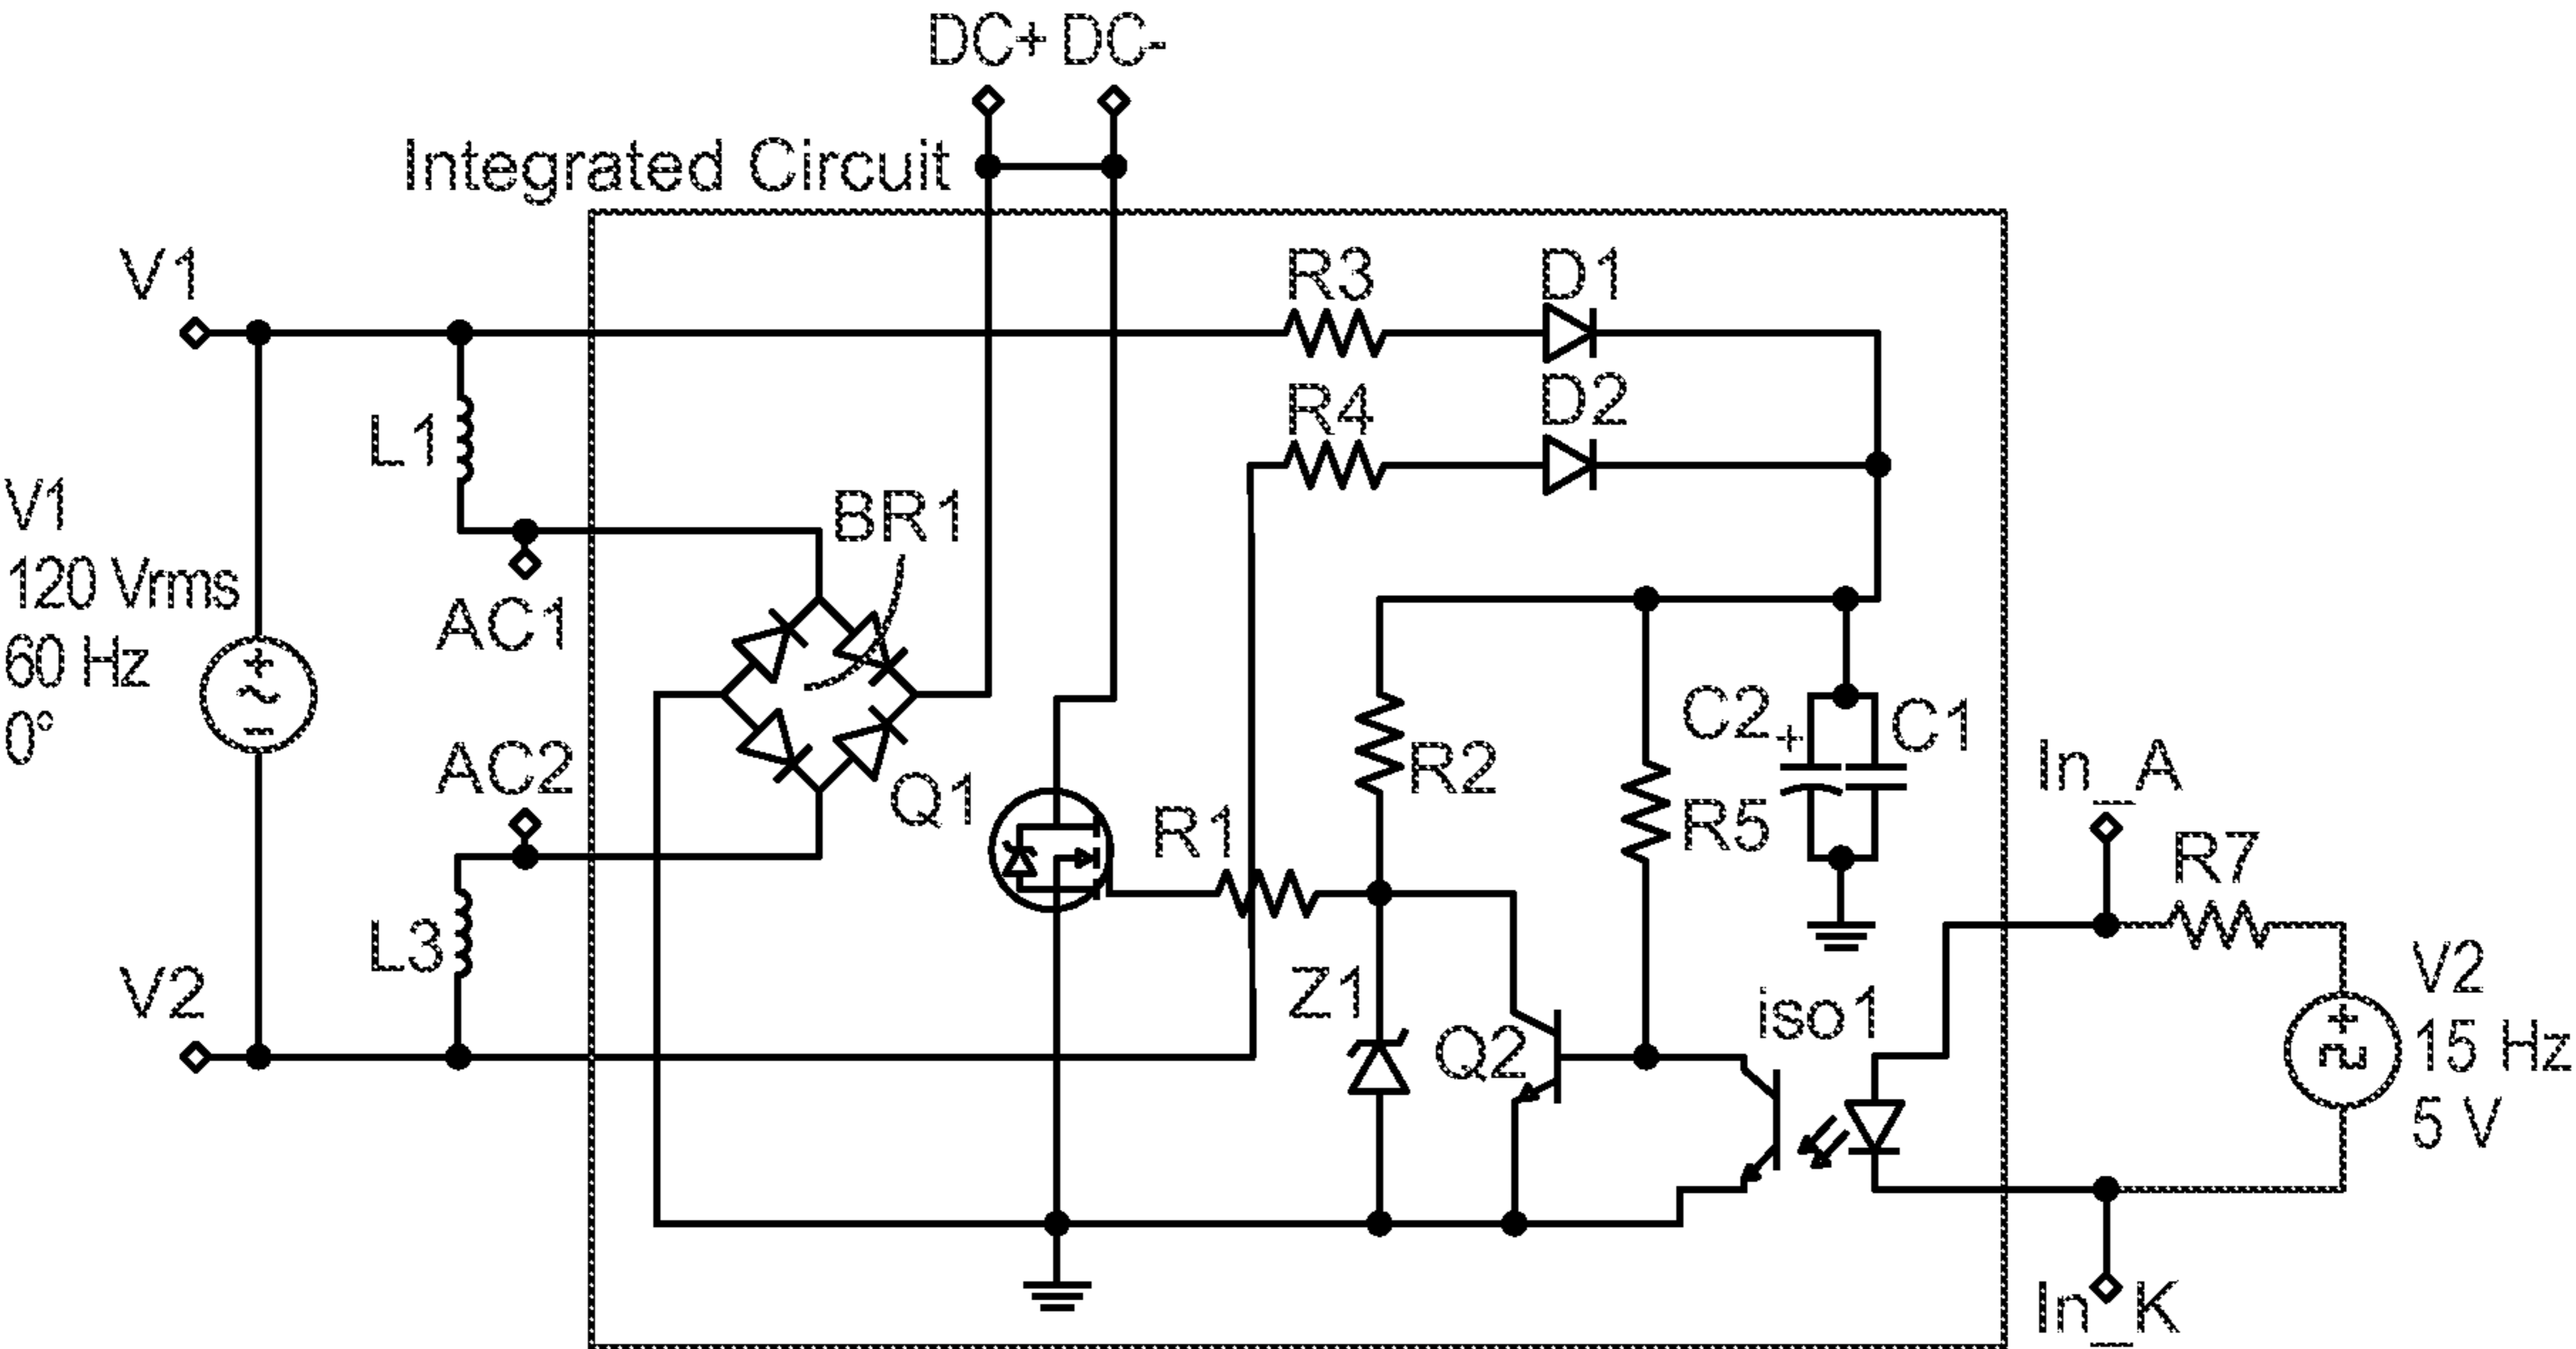 DC+ DC-
Integrated Circuit
V1
R3
D1
R4
D2
L1
BR1
V1
120 Vrms
60 Hz
0°
AC1
AC2
Q1
R1
R2
R5
C2
+
C1
In_A
R7
L3
V2
Z1
Q2
iso1
V2
15 Hz
5 V
In_K